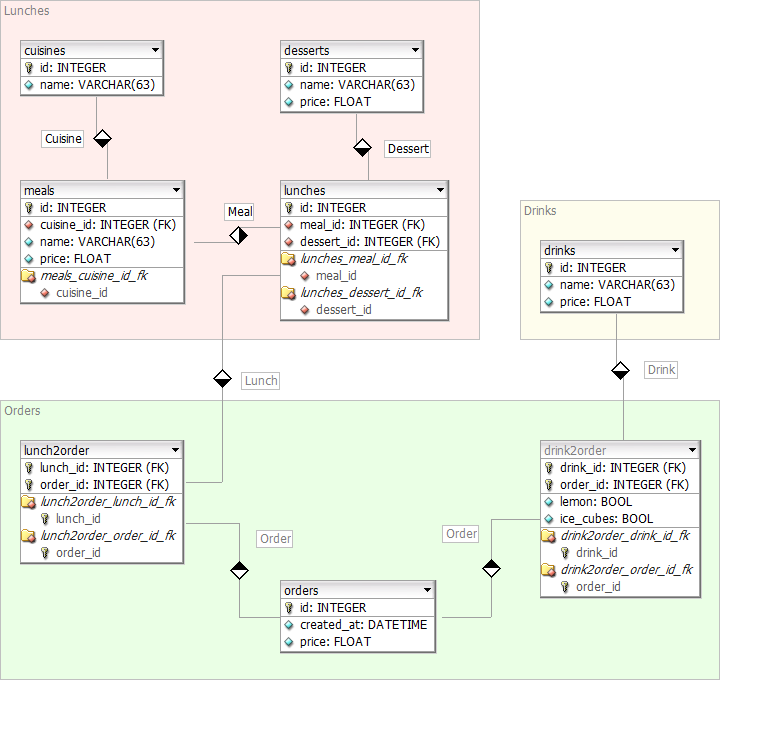 Lunches
cuisines
id: INTEGER
name: VARCHAR(63)
desserts
id: INTEGER
name: VARCHAR(63)
price: FLOAT
Cuisine
Dessert
meals
id: INTEGER
cuisine_id: INTEGER (FK)
name: VARCHAR(63)
price: FLOAT
meals_cuisine_id_fk
cuisine_id
Meal
lunches
id: INTEGER
meal_id: INTEGER (FK)
dessert_id: INTEGER (FK)
lunches_meal_id_fk
meal_id
lunches_dessert_id_fk
dessert_id
Drinks
drinks
id: INTEGER
name: VARCHAR(63)
price: FLOAT
Lunch
Drink
Orders
lunch2order
lunch_id: INTEGER (FK)
order_id: INTEGER (FK)
lunch2order_lunch_id_fk
lunch_id
lunch2order_order_id_fk
order_id
Order
Order
drink2order
drink_id: INTEGER (FK)
order_id: INTEGER (FK)
lemon: BOOL
ice_cubes: BOOL
drink2order_drink_id_fk
drink_id
drink2order_order_id_fk
order_id
orders
id: INTEGER
created_at: DATETIME
price: FLOAT